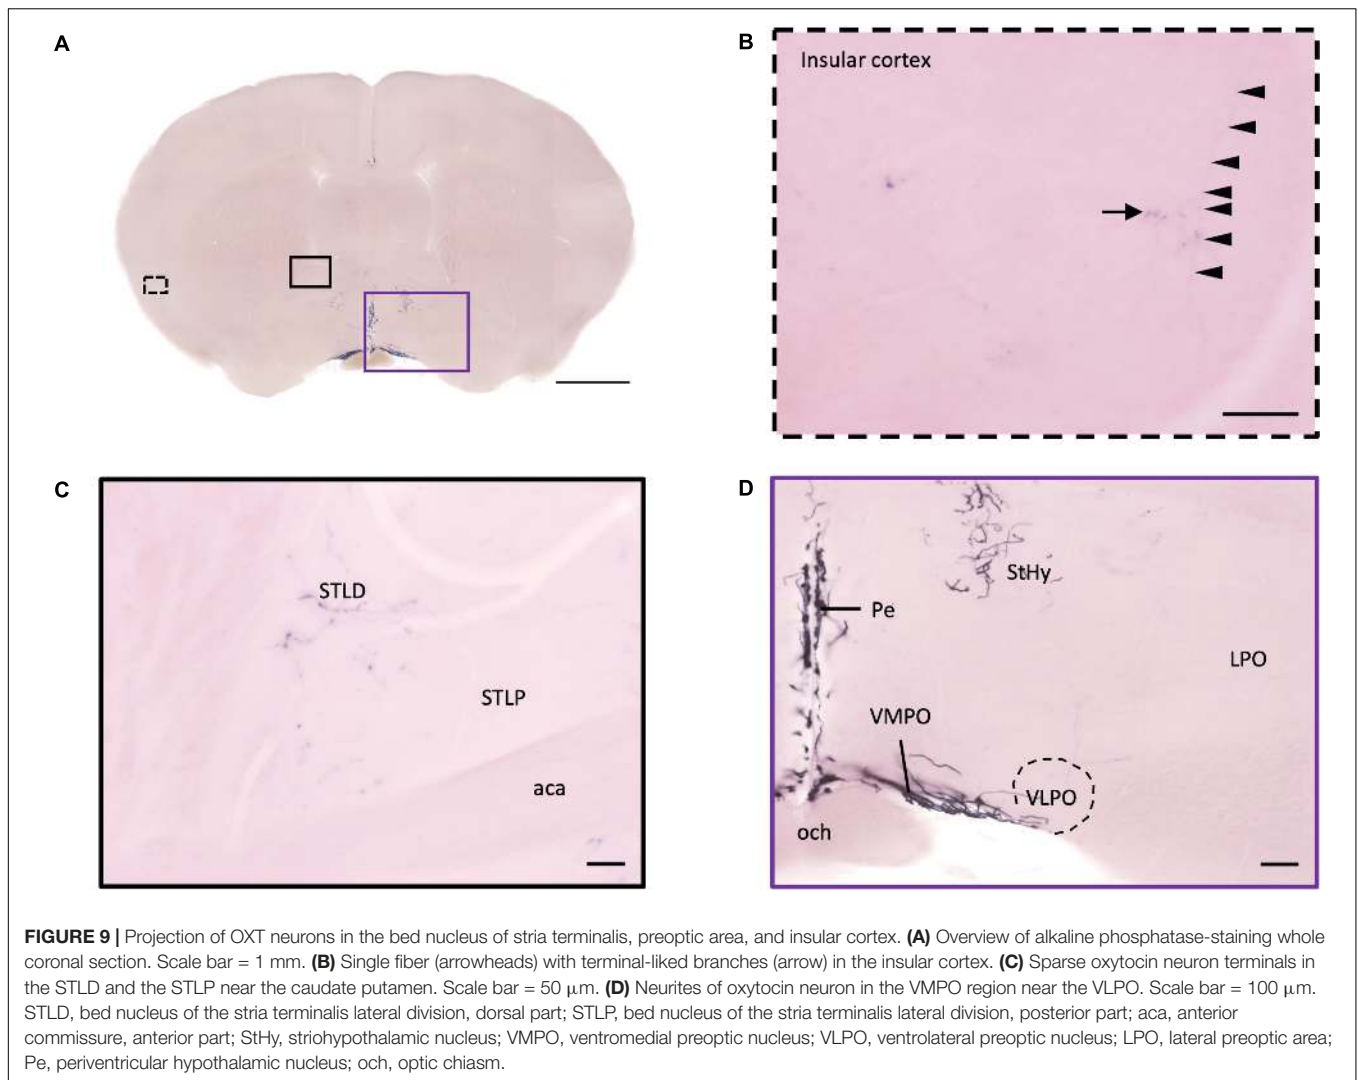 A
B
Insular cortex
C
STLD
STLP
aca
D
StHy
Pe
LPO
VMPO
VLPO
och
FIGURE 9 | Projection of OXT neurons in the bed nucleus of stria terminalis, preoptic area, and insular cortex. (A) Overview of alkaline phosphatase-staining whole
coronal section. Scale bar = 1 mm. (B) Single fiber (arrowheads) with terminal-liked branches (arrow) in the insular cortex. (C) Sparse oxytocin neuron terminals in
the STLD and the STLP near the caudate putamen. Scale bar = 50 μm. (D) Neurites of oxytocin neuron in the VMPO region near the VLPO. Scale bar = 100 μm.
STLD, bed nucleus of the stria terminalis lateral division, dorsal part; STLP, bed nucleus of the stria terminalis lateral division, posterior part; aca, anterior
commissure, anterior part; StHy, striohypothalamic nucleus; VMPO, ventromedial preoptic nucleus; VLPO, ventrolateral preoptic nucleus; LPO, lateral preoptic area;
Pe, periventricular hypothalamic nucleus; och, optic chiasm.